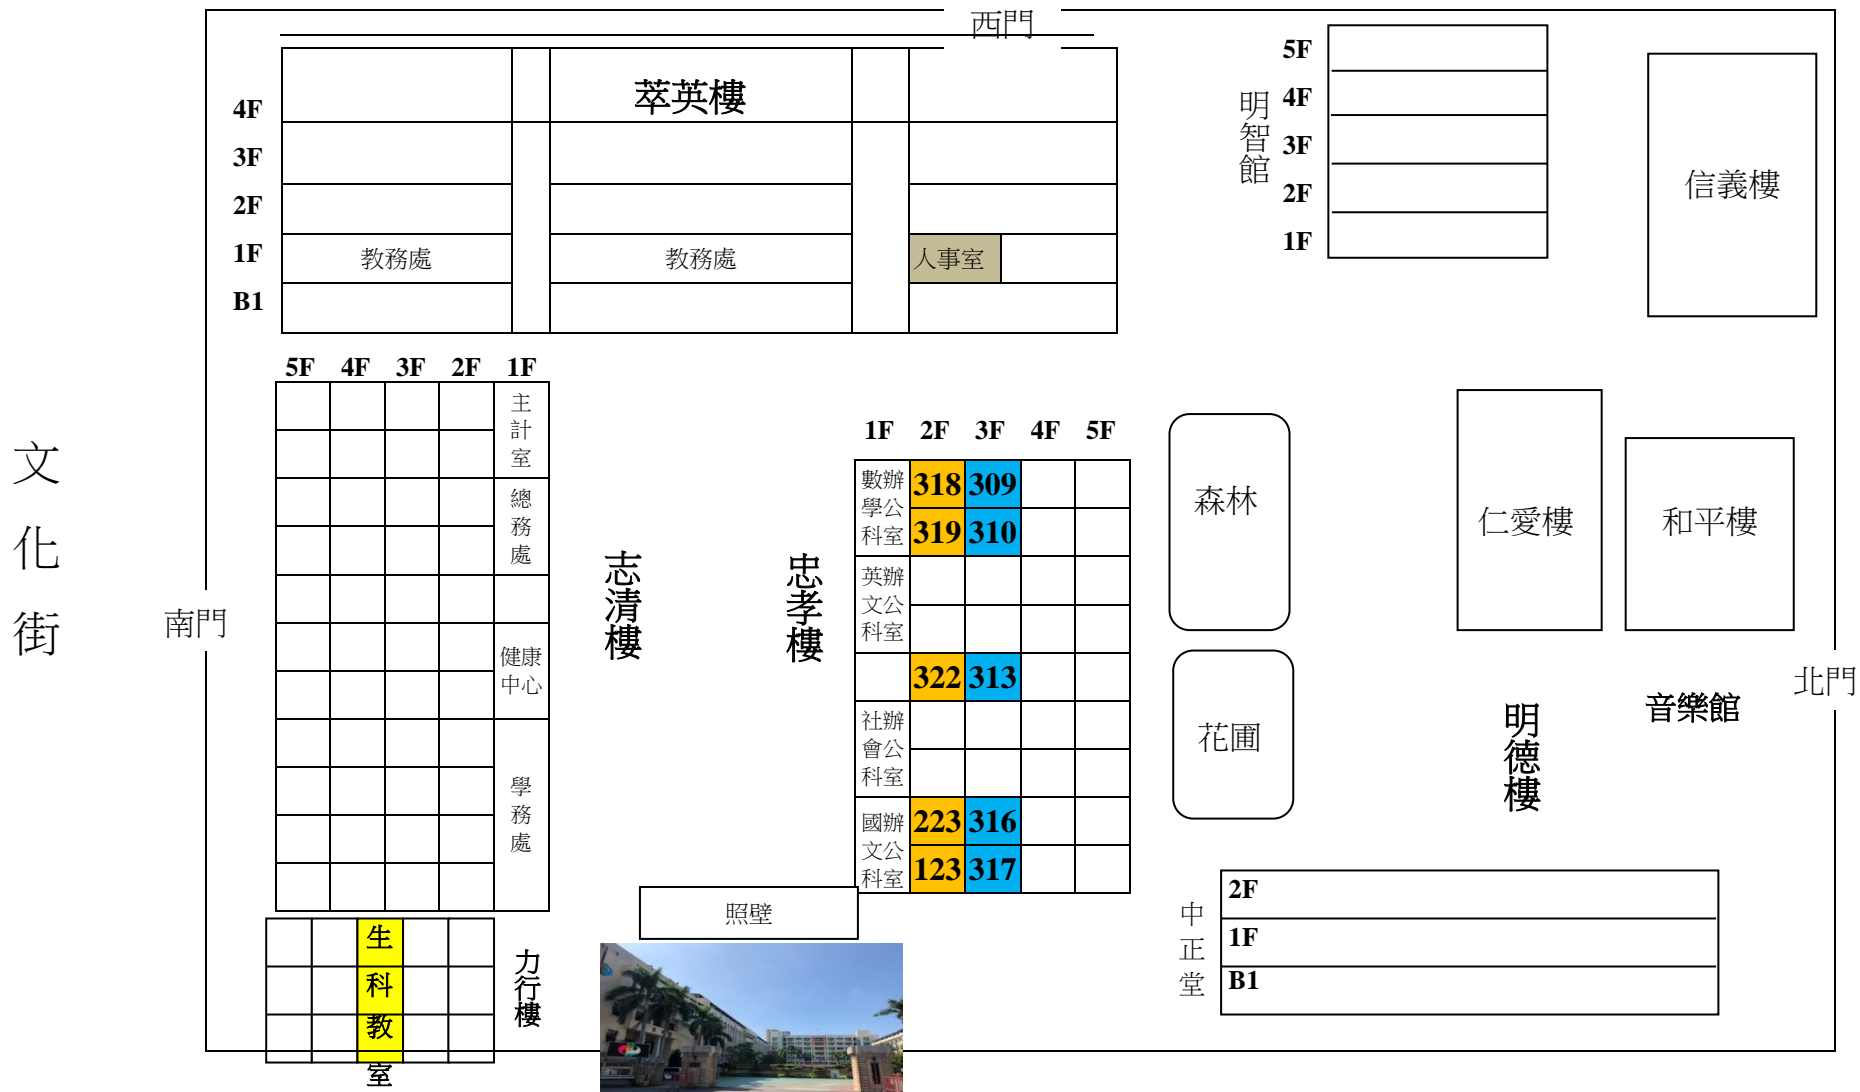 西門
萃英樓
4F
3F
2F
1F
B1
教務處
教務處
人事室
明智館
5F
4F
3F
2F
1F
信義樓
文化街
南門
5F 4F 3F 2F 1F
主計室
總務處
健康
中心
學務處
志清樓
忠孝樓
1F 2F 3F 4F 5F
數學科
辦公室
318 309
319 310
英文科
辦公室
322 313
社會科
辦公室
國文科
辦公室
223 316
123 317
森林
花圃
仁愛樓
和平樓
北門
音樂館
明德樓
照壁
生科教室
力行樓
中正堂
2F
1F
B1